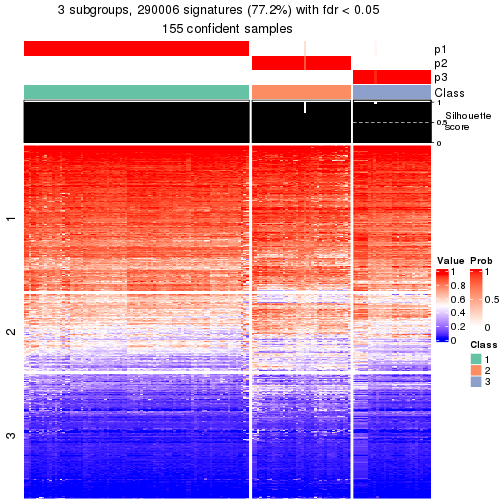 3 subgroups, 290006 signatures (77.2%) with fdr < 0.05
155 confident samples
p1
p2
p3
Class
1
0.5
0
Silhouette
score
1
2
3
Value
1
0.8
0.6
0.4
0.2
0
Prob
1
0.5
0
Class
1
2
3